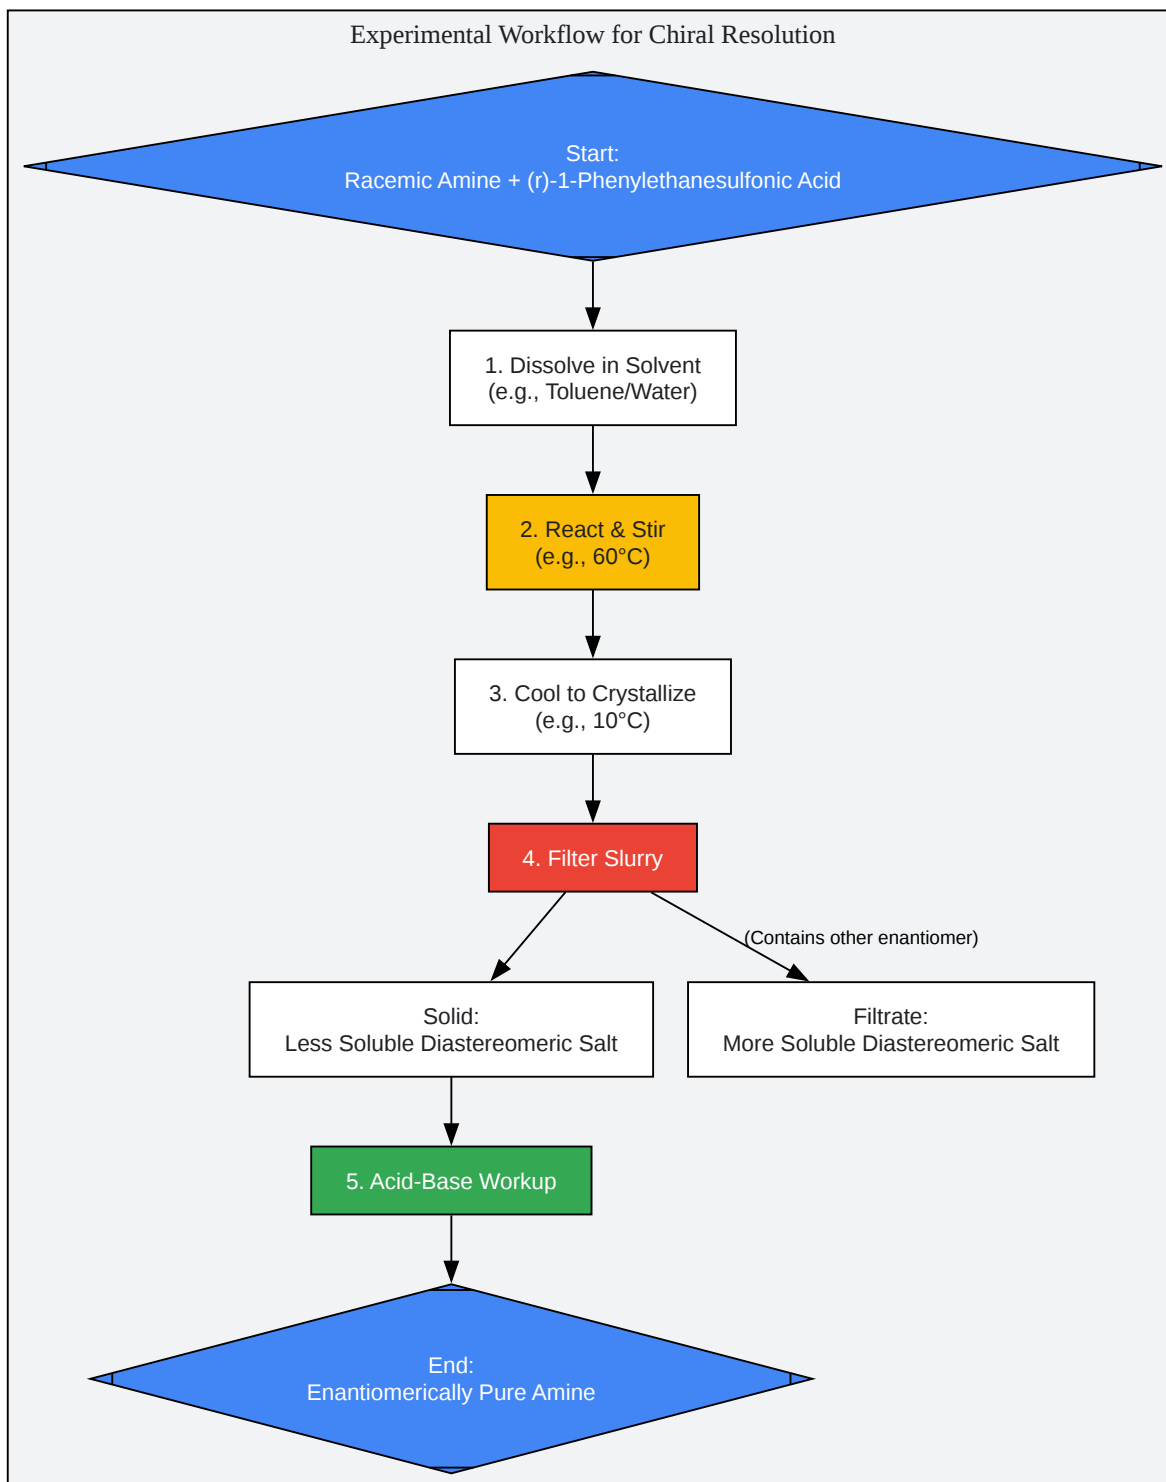 Experimental Workflow for Chiral Resolution
Start:
Racemic Amine + (r)-1-Phenylethanesulfonic Acid
1. Dissolve in Solvent
(e.g., Toluene/Water)
2. React & Stir
(e.g., 60°C)
3. Cool to Crystallize
(e.g., 10°C)
4. Filter Slurry
(Contains other enantiomer)
Solid:
Less Soluble Diastereomeric Salt
Filtrate:
More Soluble Diastereomeric Salt
5. Acid-Base Workup
End:
Enantiomerically Pure Amine